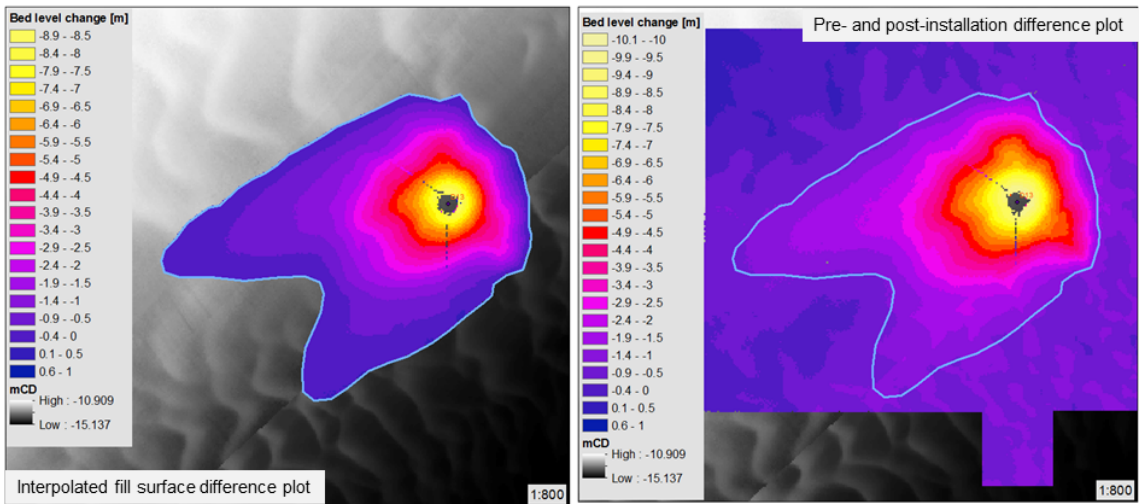 Bed level change [m]
-8.9 - -8.5
-8.4 - -8
-7.9 - -7.5
-7.4 - -7
-6.9 - -6.5
-6.4 - -6
-5.9 - -5.5
-5.4 - -5
-4.9 - -4.5
-4.4 - -4
-3.9 - -3.5
-3.4 - -3
-2.9 - -2.5
-2.4 - -2
-1.9 - -1.5
-1.4 - -1
-0.9 - -0.5
-0.4 - 0
0.1 - 0.5
0.6 - 1
mCD
High : -10.909
Low : -15.137
Interpolated fill surface difference plot
1:800
Pre- and post-installation difference plot
Bed level change [m]
-10.1 - -10
-9.9 - -9.5
-9.4 - -9
-8.9 - -8.5
-8.4 - -8
-7.9 - -7.5
-7.4 - -7
-6.9 - -6.5
-6.4 - -6
-5.9 - -5.5
-5.4 - -5
-4.9 - -4.5
-4.4 - -4
-3.9 - -3.5
-3.4 - -3
-2.9 - -2.5
-2.4 - -2
-1.9 - -1.5
-1.4 - -1
-0.9 - -0.5
-0.4 - 0
0.1 - 0.5
0.6 - 1
mCD
High : -10.909
Low : -15.137
1:800